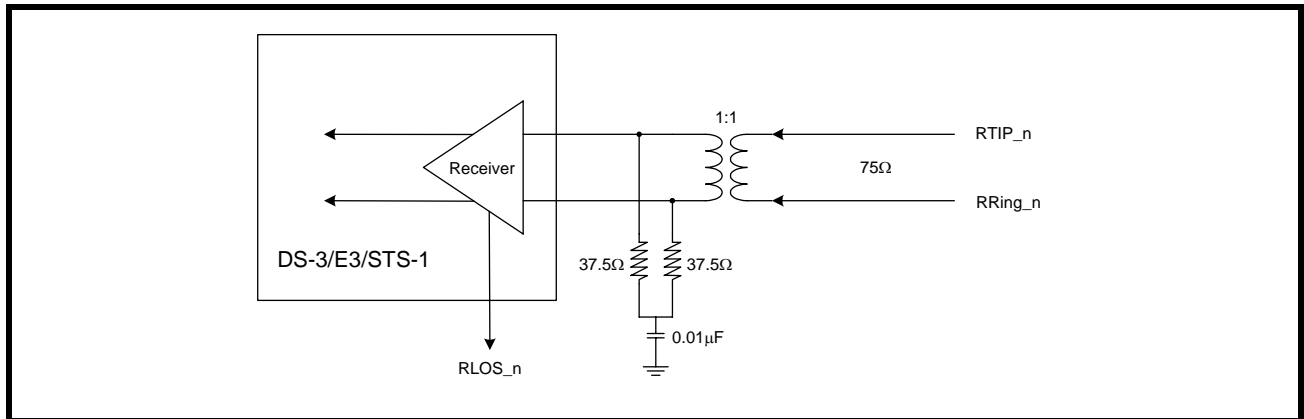 1:1
RTIP_n
Receiver
75Ω
RRing_n
DS-3/E3/STS-1
37.5Ω
37.5Ω
0.01μF
RLOS_n